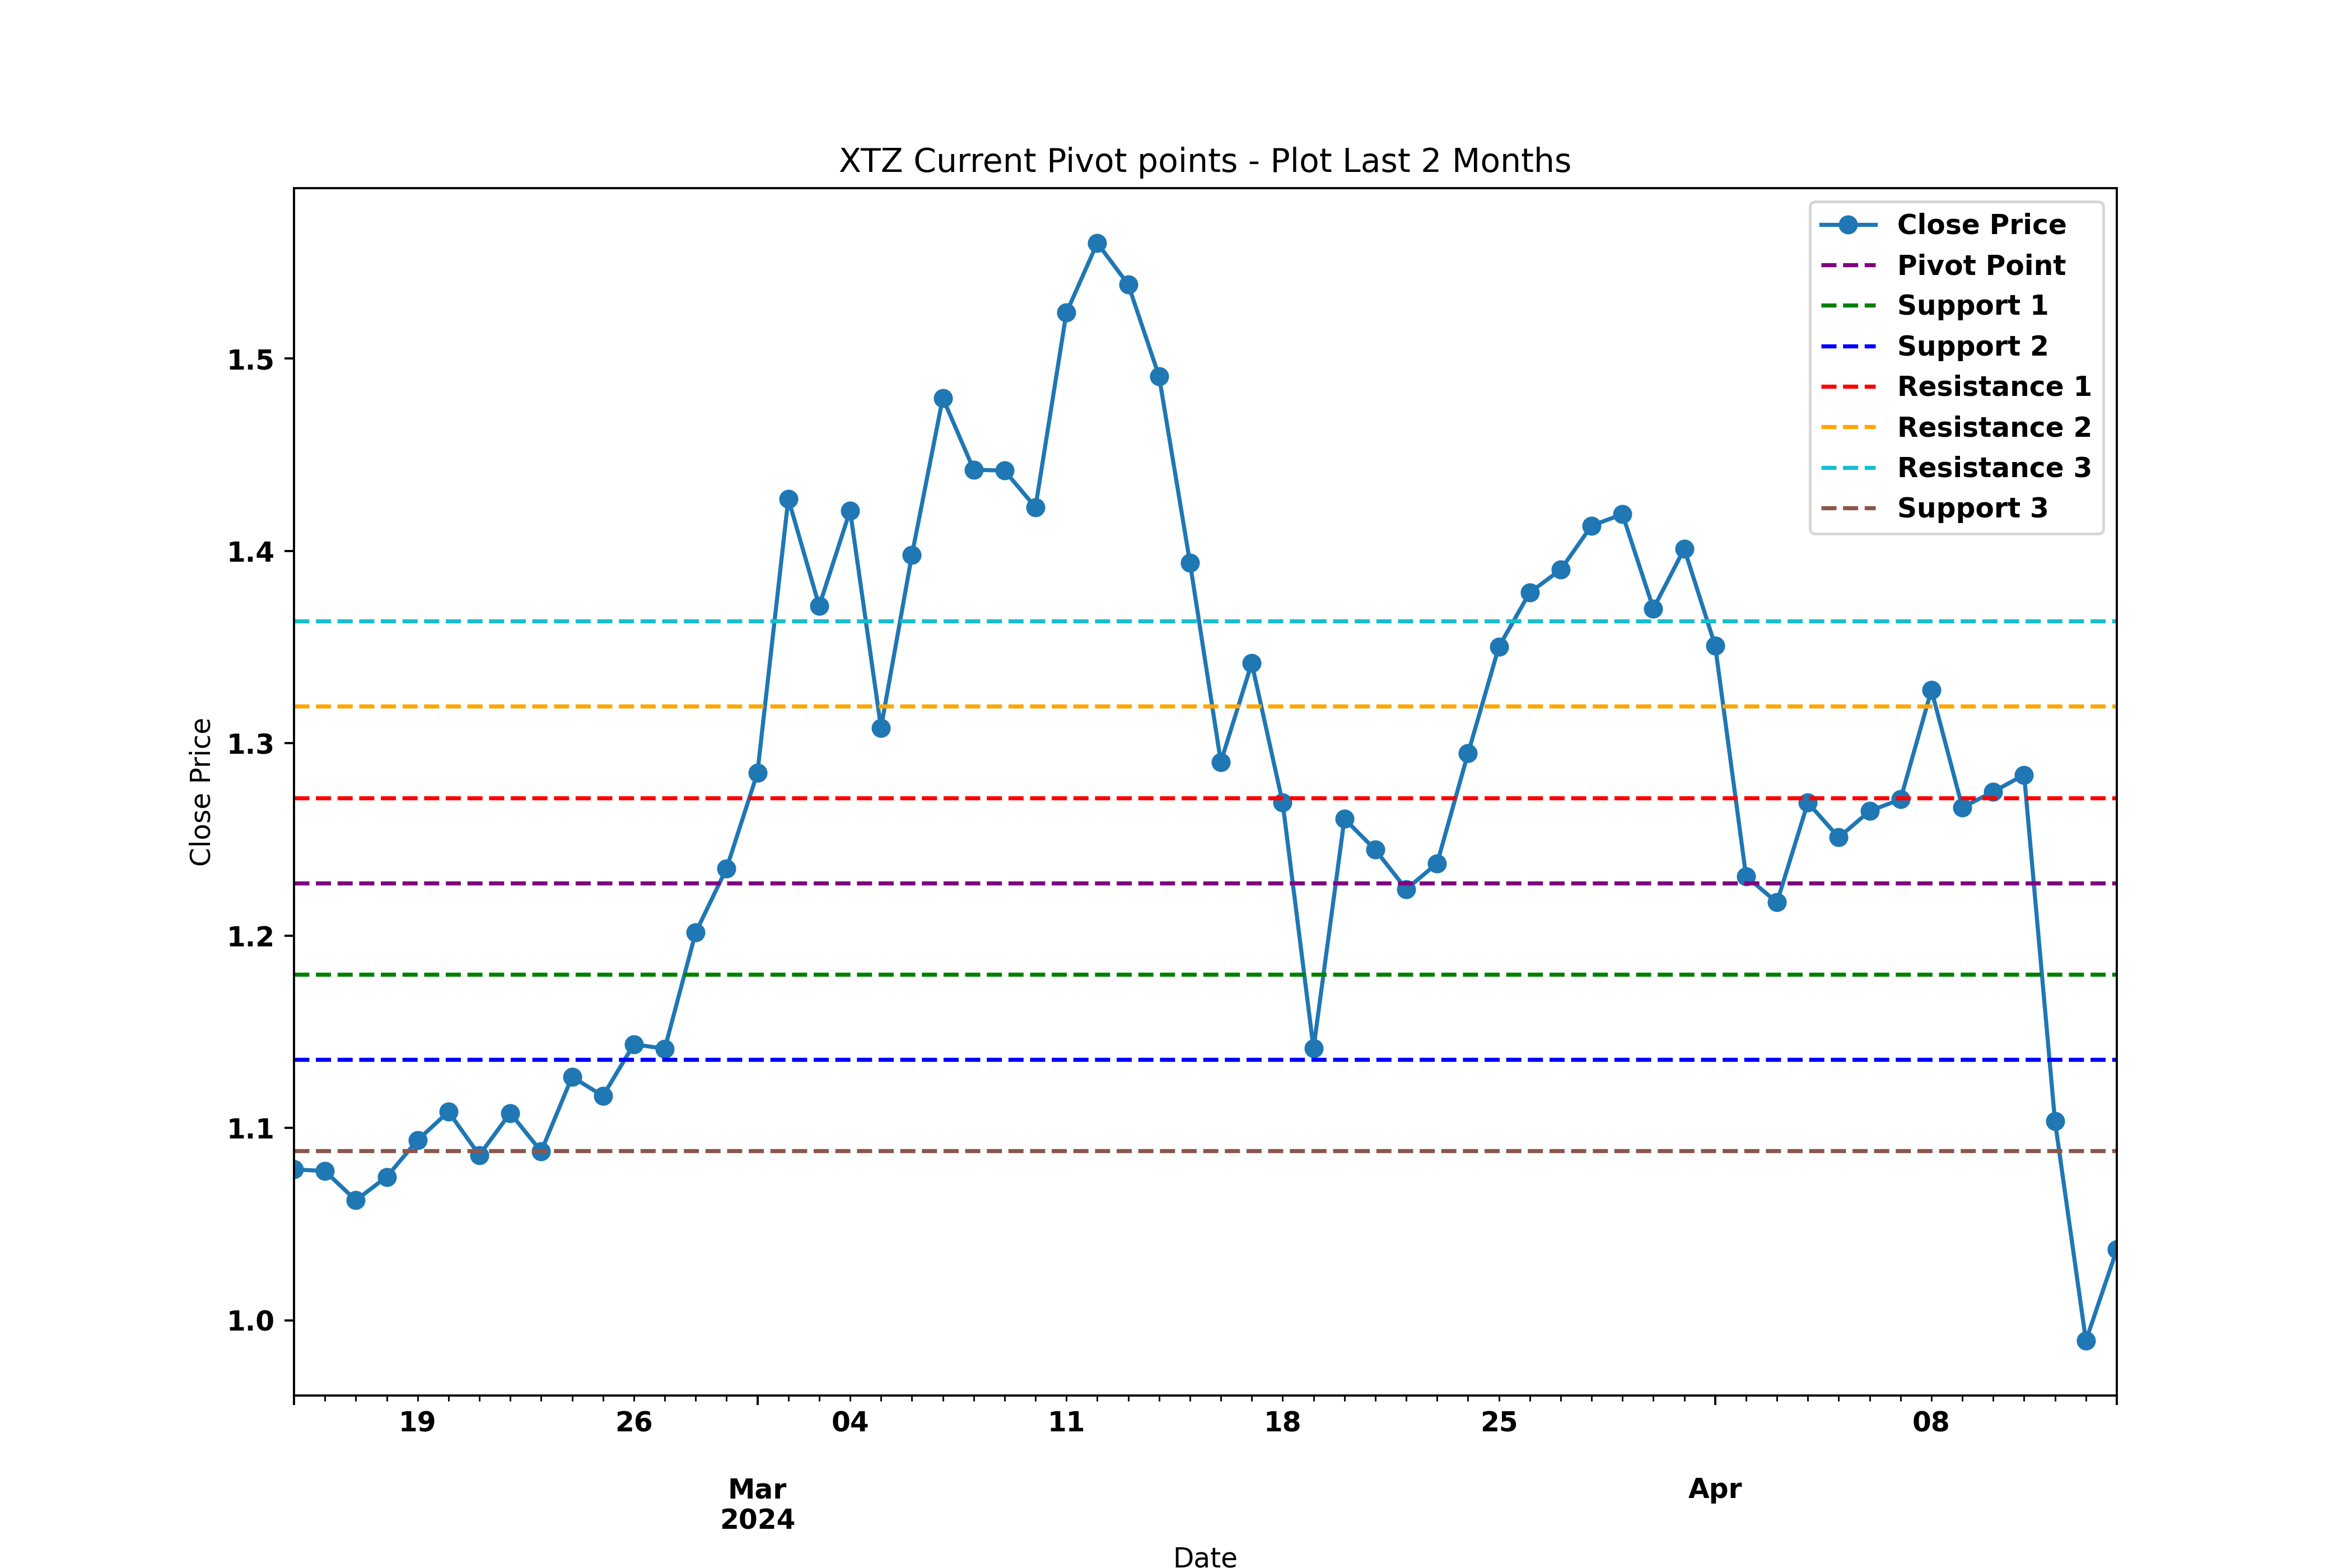 XTZ Current Pivot points - Plot Last 2 Months
Close Price
Pivot Point
Support 1
Support 2
Resistance 1
Resistance 2
Resistance 3
Support 3
Close Price
1.5
1.4
1.3
1.2
1.1
1.0
19 26 04 11 18 25 08
Mar Apr
2024
Date